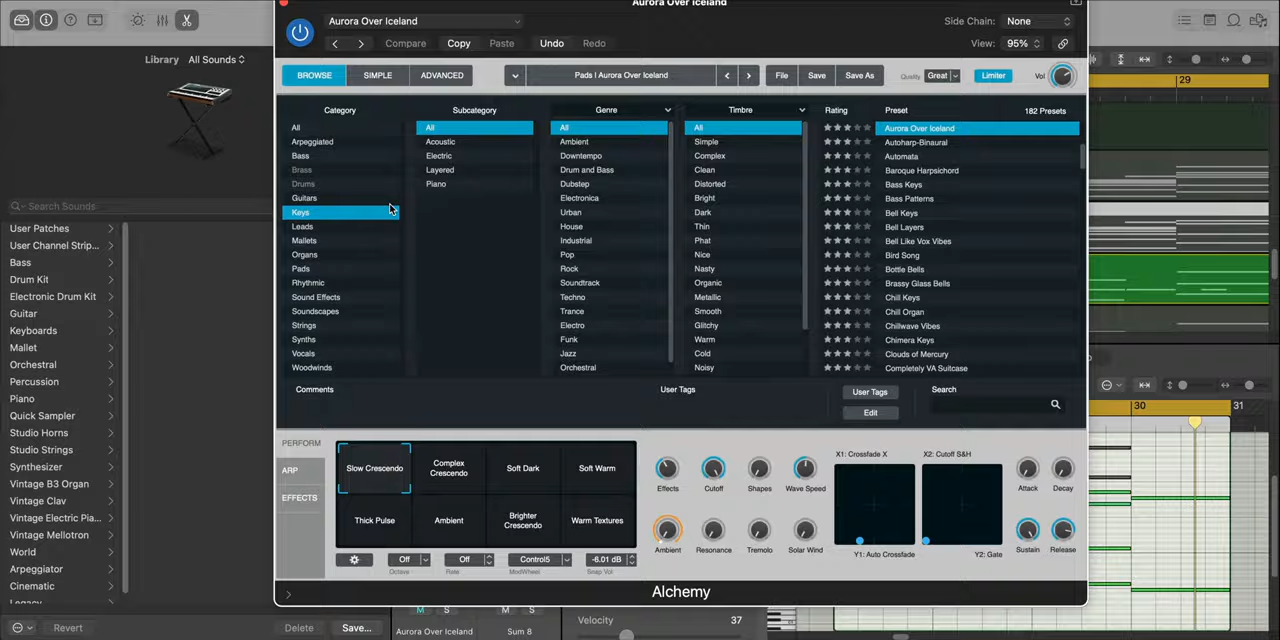 Aurora Over Iceland
Aurora Over Iceland
Side Chain: None
Compare Copy Paste Undo Redo
View: 95%
Library All Sounds
BROWSE SIMPLE ADVANCED
Pads | Aurora Over Iceland
File Save Save As
Quality Great
Limiter
Vol
29
Category Subcategory Genre Timbre Rating Preset 182 Presets
All All All All Aurora Over Iceland
Arpeggiated Acoustic Ambient Simple Autoharp-Binaural
Bass Electric Downtempo Complex Automata
Brass Layered Drum and Bass Clean Baroque Harpsichord
Drums Piano Dubstep Distorted Bass Keys
Guitars Electronica Bright Bass Patterns
Keys Urban Dark Bell Keys
Leads House Thin Bell Layers
Mallets Industrial Phat Bell Like Vox Vibes
Organs Pop Nice Bird Song
Pads Rock Nasty Bottle Bells
Rhythmic Soundtrack Organic Brassy Glass Bells
Sound Effects Techno Metallic Chill Keys
Soundscapes Trance Smooth Chill Organ
Strings Electro Glitchy Chillwave Vibes
Synths Funk Warm Chimera Keys
Vocals Jazz Cold Clouds of Mercury
Woodwinds Orchestral Noisy Completely VA Suitcase
Search Sounds
User Patches
User Channel Strip...
Bass
Drum Kit
Electronic Drum Kit
Guitar
Keyboards
Mallet
Orchestral
Percussion
Piano
Quick Sampler
Studio Horns
Studio Strings
Synthesizer
Vintage B3 Organ
Vintage Clav
Vintage Electric Pia...
Vintage Mellotron
World
Arpeggiator
Cinematic
Legacy
Revert Delete Save...
Comments User Tags User Tags Search
Edit
30 31
PERFORM
ARP
EFFECTS
Slow Crescendo Complex Crescendo Soft Dark Soft Warm
Thick Pulse Ambient Brighter Crescendo Warm Textures
Off Off Control5 -6.01 dB
Octave Rate ModWheel Snap Vol
Effects Cutoff Shapes Wave Speed
Ambient Resonance Tremolo Solar Wind
X1: Crossfade X X2: Cutoff S&H
Y1: Auto Crossfade Y2: Gate
Attack Decay
Sustain Release
Alchemy
M S M S
Aurora Over Iceland Sum 8
Velocity 37